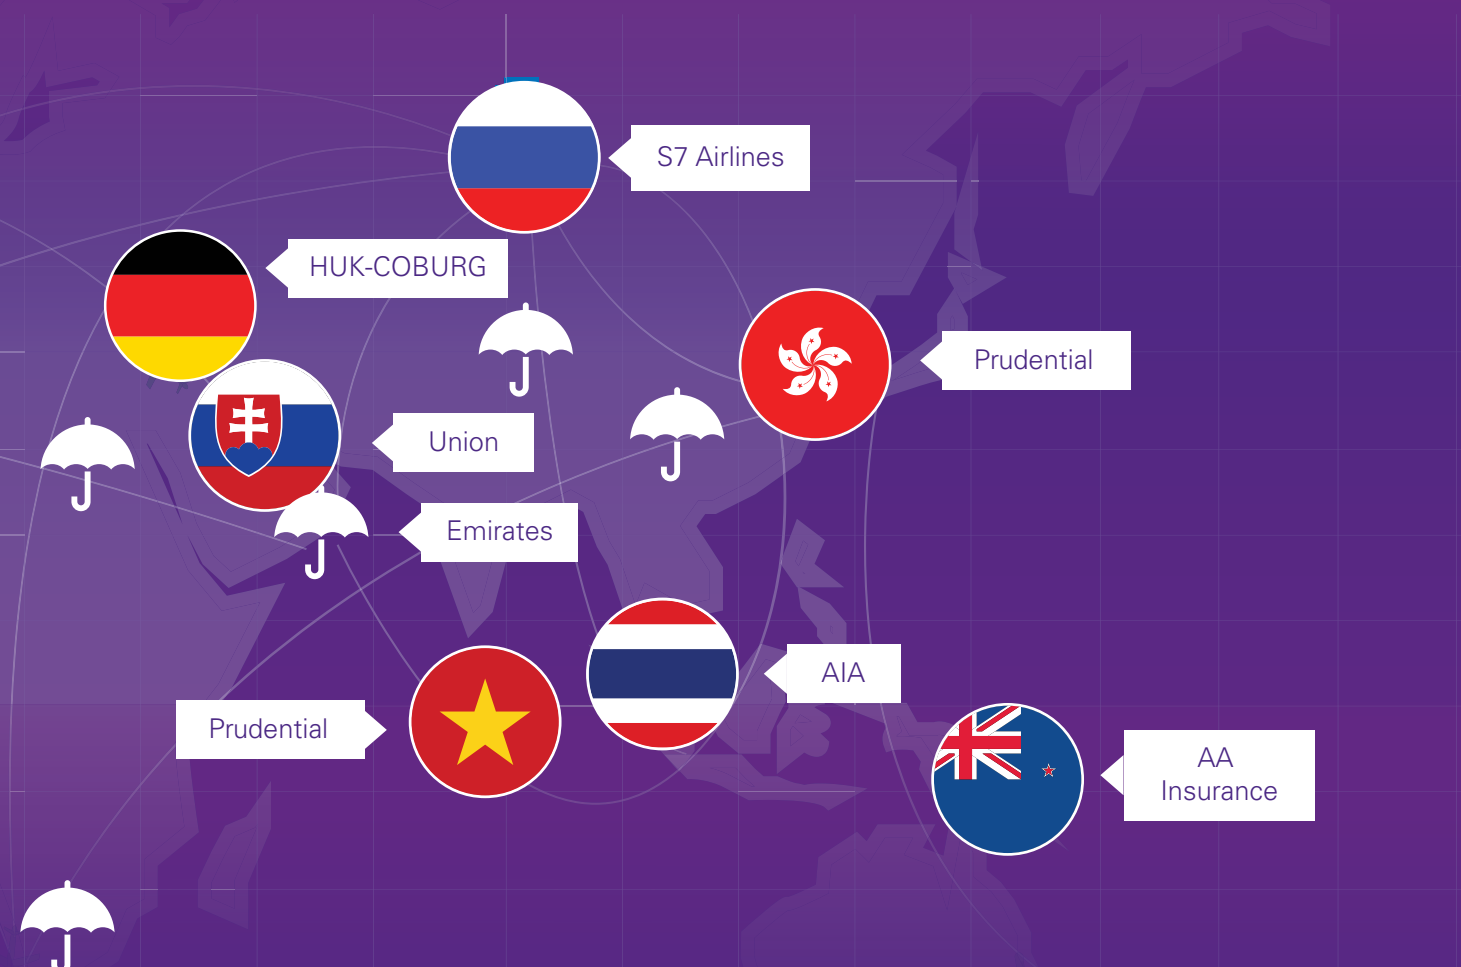 S7 Airlines
HUK-COBURG
Prudential
Union
Emirates
AIA
Prudential
AA
Insurance